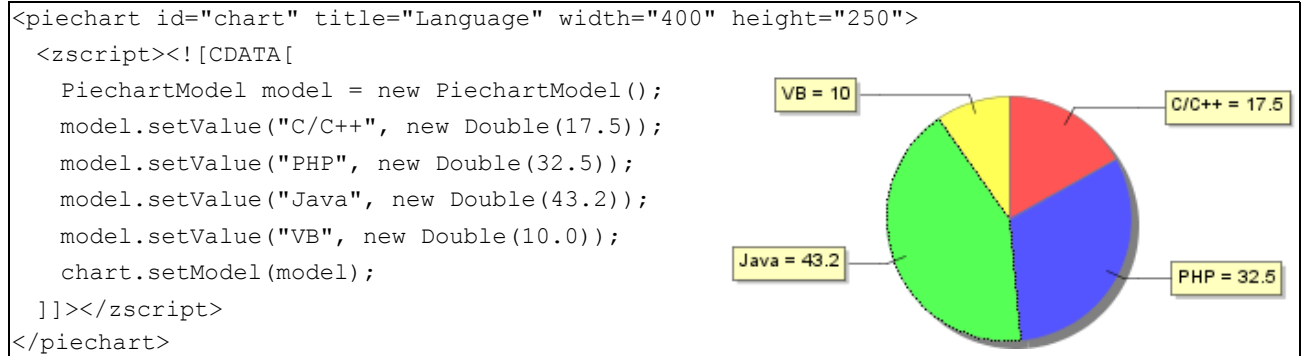 <piechart id="chart" title="Language" width="400" height="250">
<zscript><![CDATA[
PiechartModel model = new PiechartModel();
model.setValue("C/C++", new Double(17.5));
model.setValue("PHP", new Double(32.5));
model.setValue("Java", new Double(43.2));
model.setValue("VB", new Double(10.0));
chart.setModel(model);
]]></zscript>
</piechart>
VB = 10
C/C++ = 17.5
Java = 43.2
PHP = 32.5